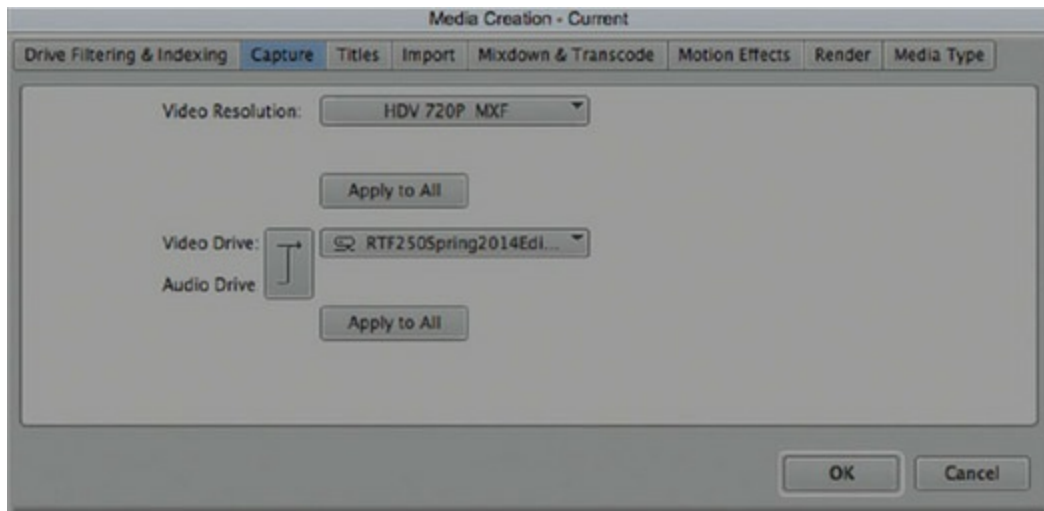 Media Creation - Current
Drive Filtering & Indexing Capture Titles Import Mixdown & Transcode Motion Effects Render Media Type
Video Resolution: HDV 720P MXF
Apply to All
Video Drive: RTF250Spring2014Edi...
Audio Drive
Apply to All
OK Cancel